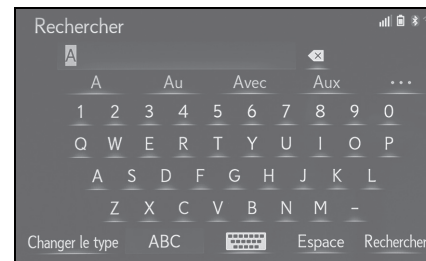 Rechercher
A
A Au Avec Aux ...
1 2 3 4 5 6 7 8 9 0
Q W E R T Y U I O P
A S D F G H J K L
Z X C V B N M -
Changer le type ABC Espace Rechercher